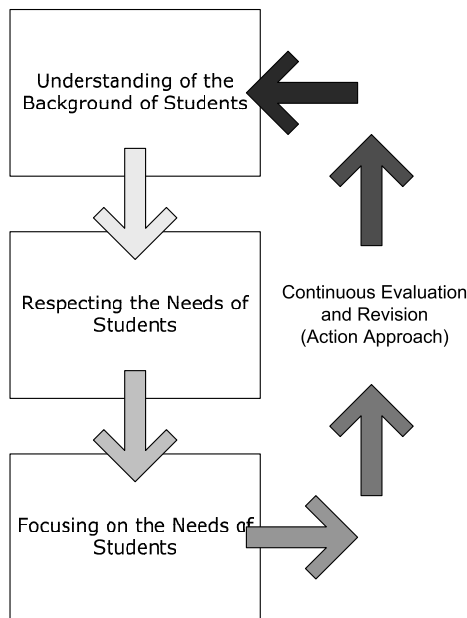 Understanding of the
Background of Students
Respecting the Needs of
Students
Continuous Evaluation
and Revision
(Action Approach)
Focusing on the Needs of
Students